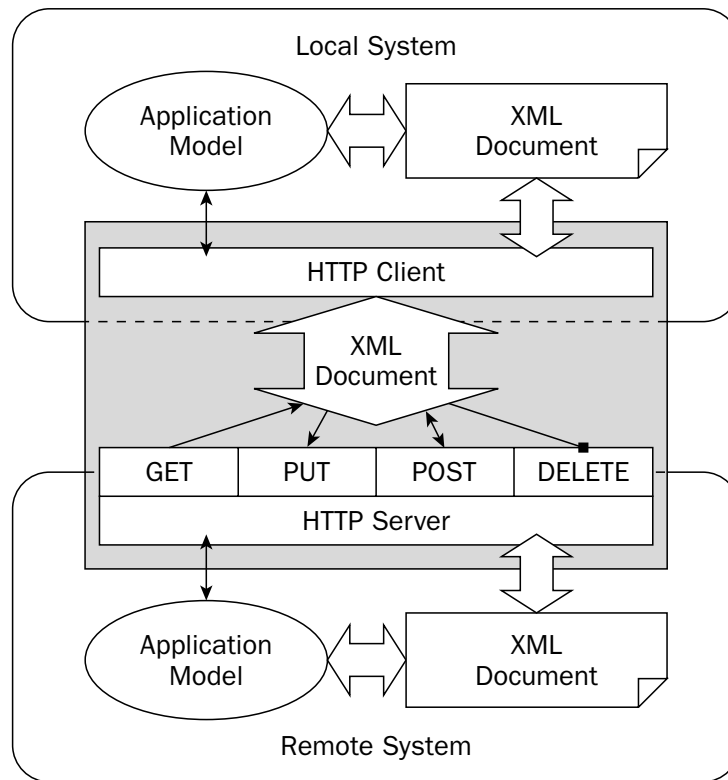 Local System
Application
Model
XML
Document
HTTP Client
XML
Document
GET
PUT
POST
DELETE
HTTP Server
Application
Model
XML
Document
Remote System